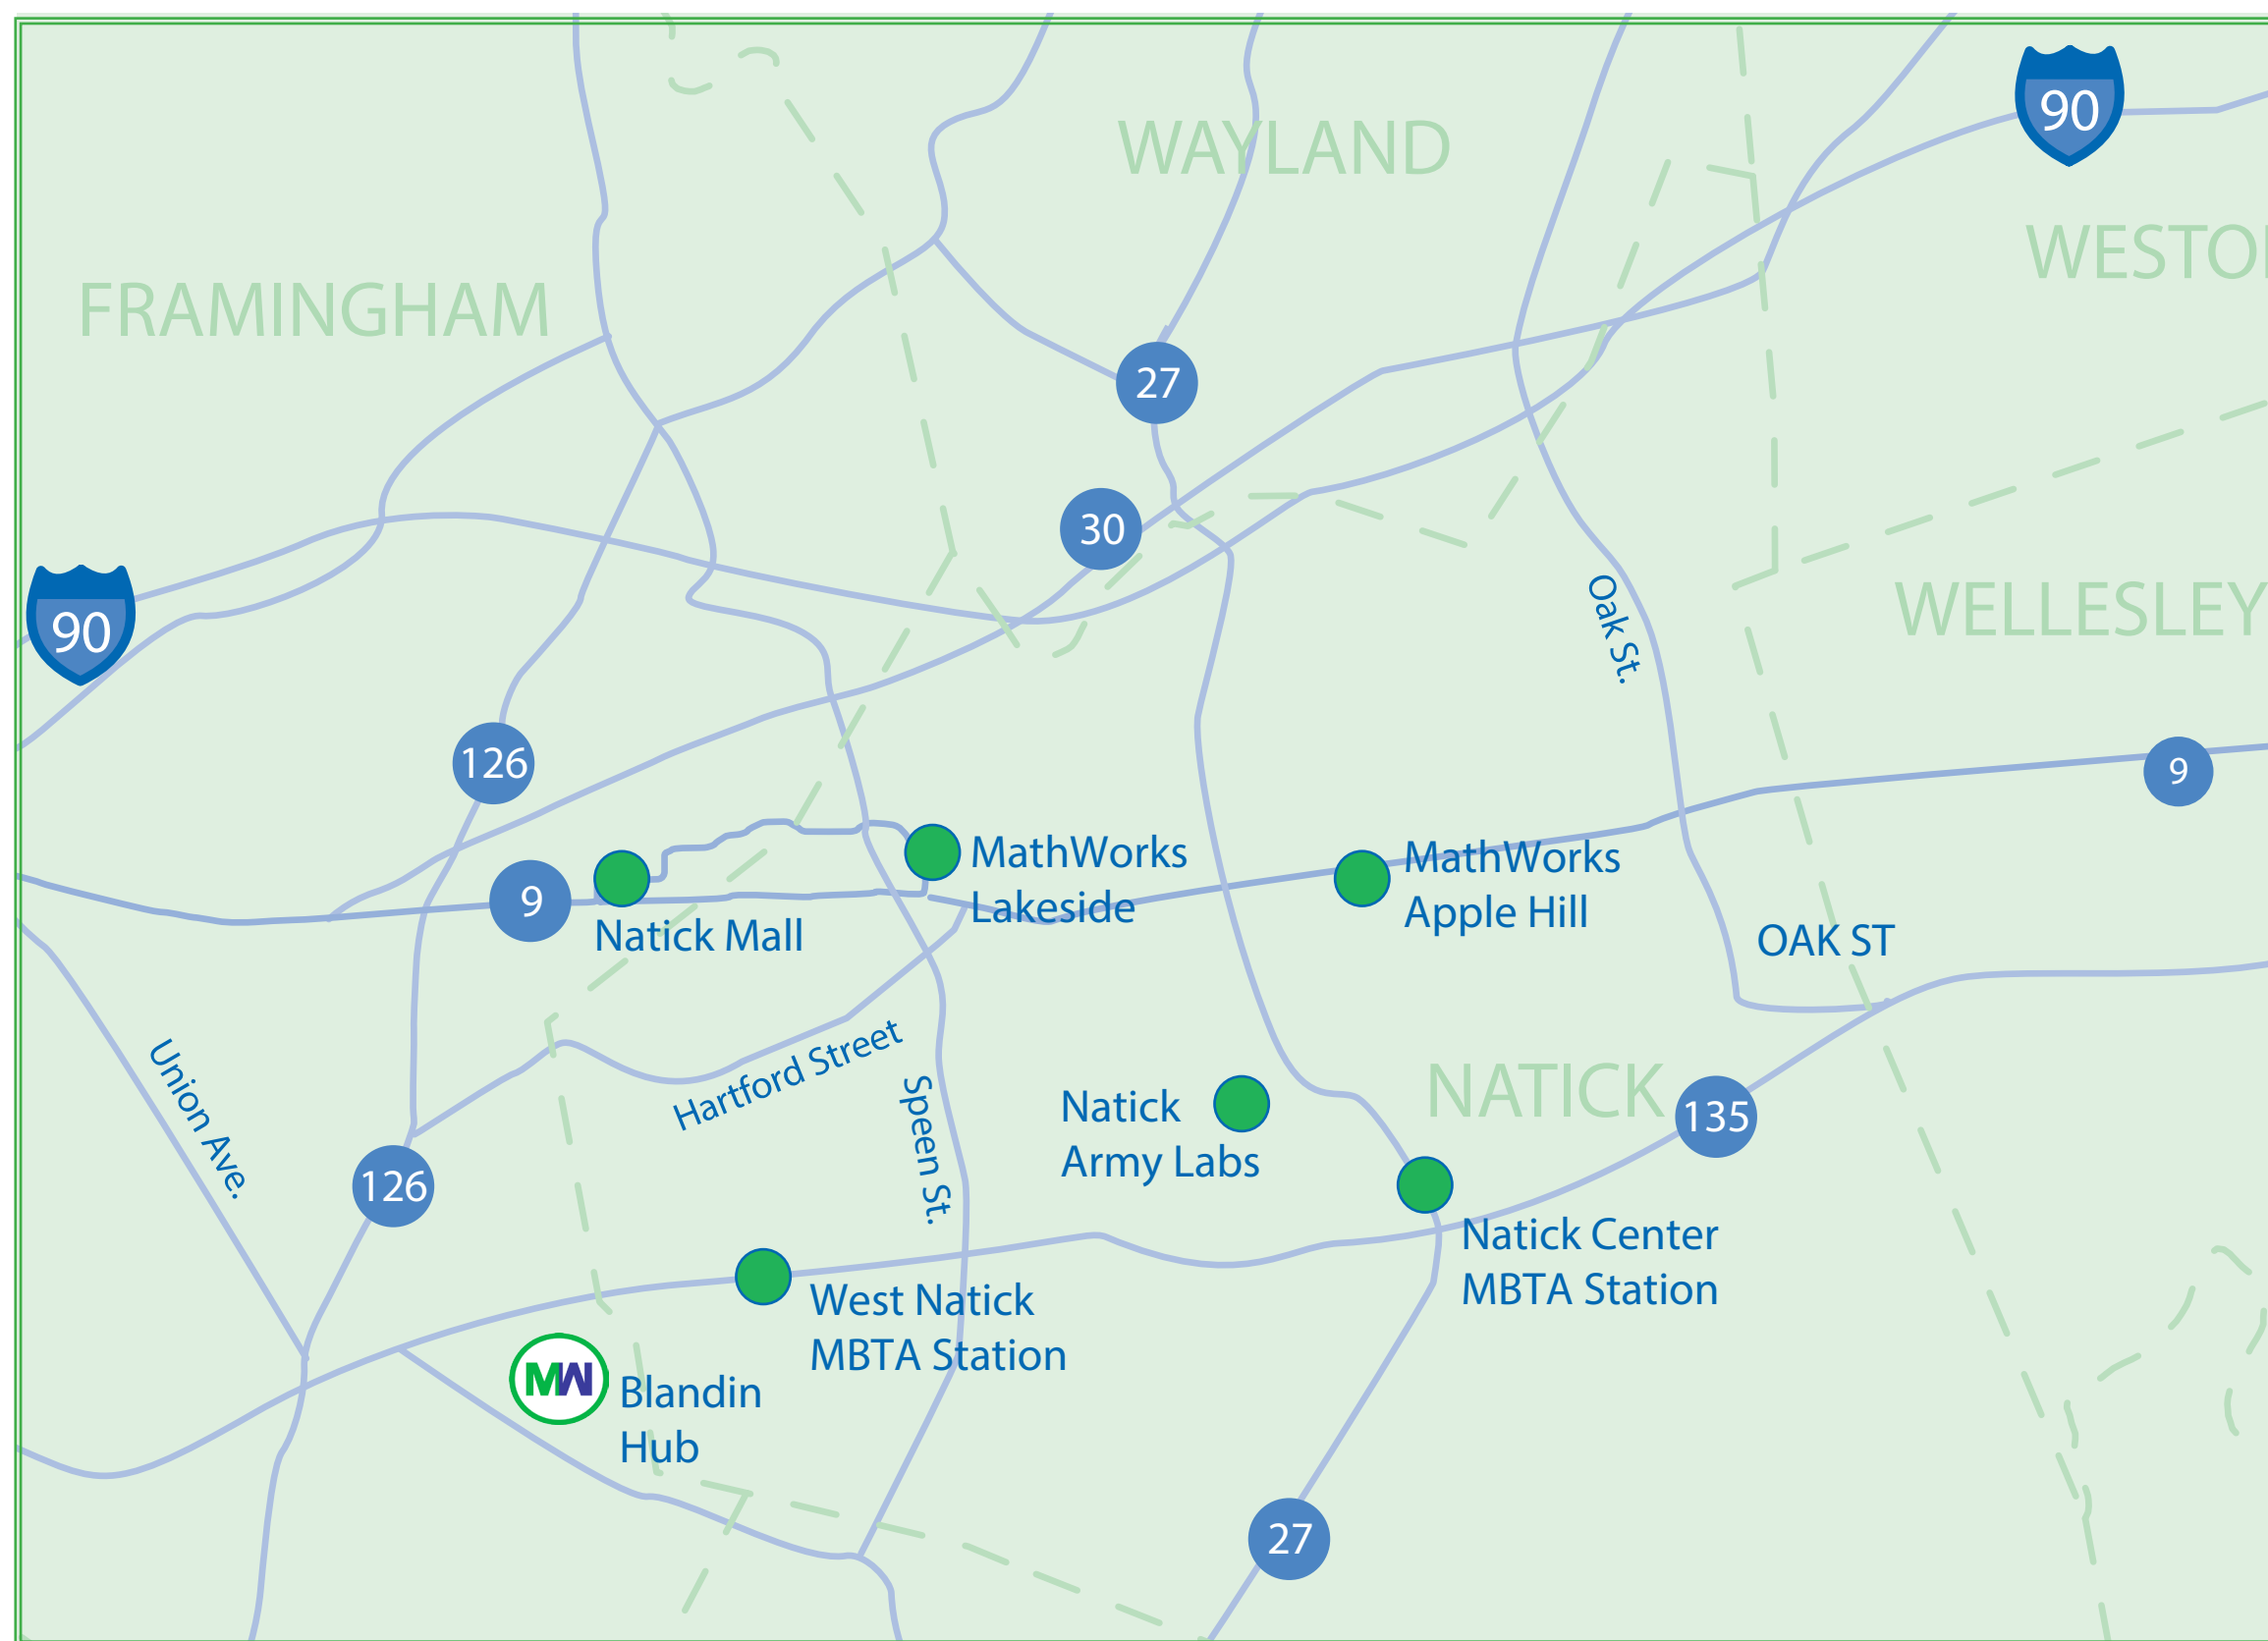 90
WAYLAND
WESTO
FRAMINGHAM
27
30
Oak St.
WELLESLEY
90
126
9
MathWorks
Lakeside
MathWorks
Apple Hill
9
Natick Mall
OAK ST
Union Ave.
Hartford Street
Speen St.
Natick
Army Labs
NATICK
135
126
Natick Center
MBTA Station
West Natick
MBTA Station
MW
Blandin
Hub
27